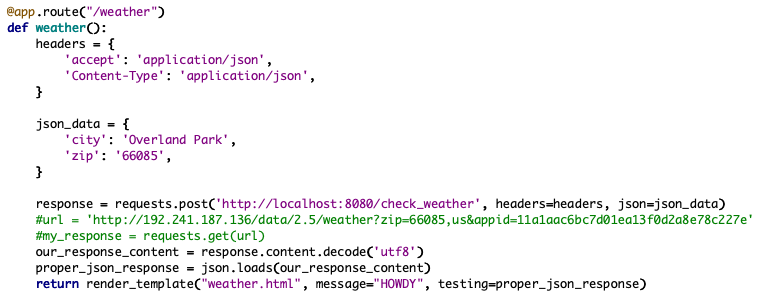 @app.route("/weather")
def weather():
    headers = {
        'accept': 'application/json',
        'Content-Type': 'application/json',
    }

    json_data = {
        'city': 'Overland Park',
        'zip': '66085',
    }

    response = requests.post('http://localhost:8080/check_weather', headers=headers, json=json_data)
    #url = 'http://192.241.187.136/data/2.5/weather?zip=66085,us&appid=11a1aac6bc7d01ea13f0d2a8e78c227e'
    #my_response = requests.get(url)
    our_response_content = response.content.decode('utf8')
    proper_json_response = json.loads(our_response_content)
    return render_template("weather.html", message="HOWDY", testing=proper_json_response)